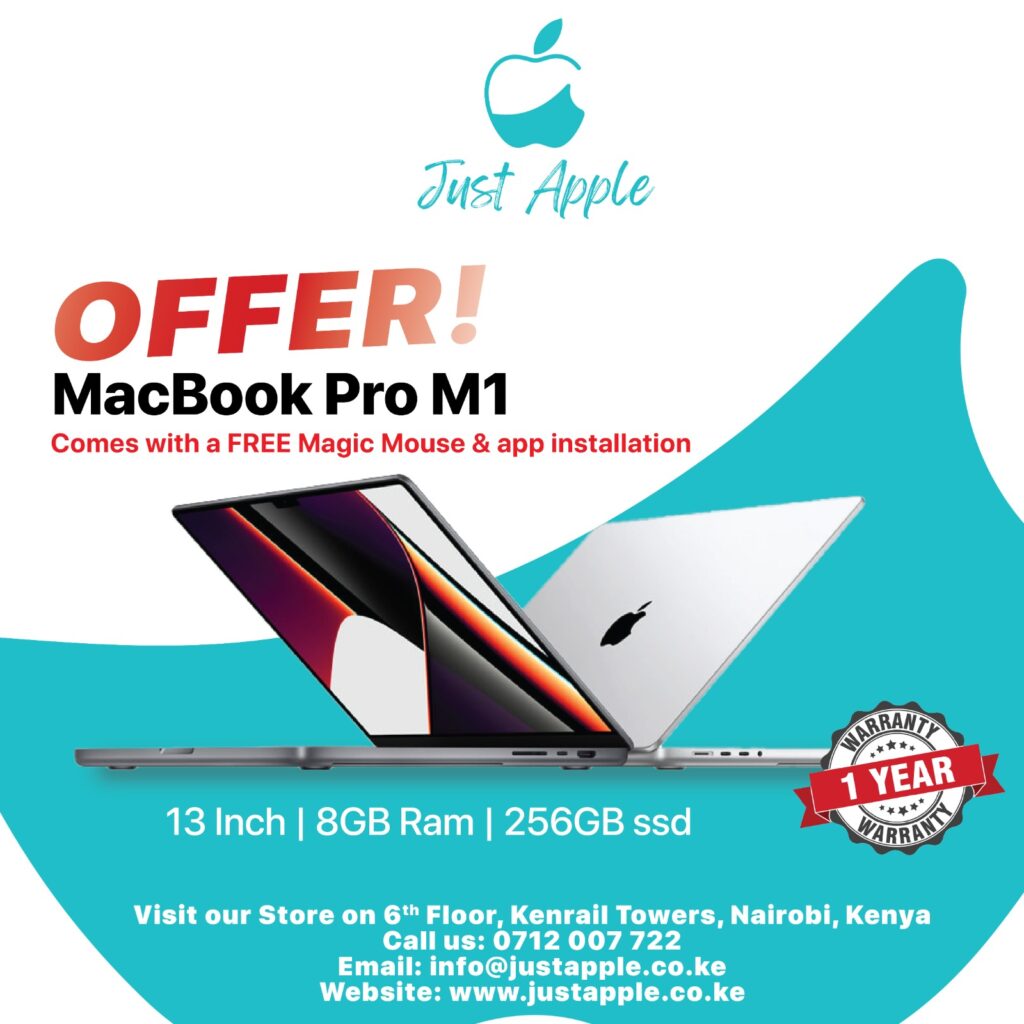 Just Apple
OFFER!
MacBook Pro M1
Comes with a FREE Magic Mouse & app installation
WARRANTY
1 YEAR
WARRANTY
13 Inch | 8GB Ram | 256GB ssd
Visit our Store on 6th Floor, Kenrail Towers, Nairobi, Kenya
Call us: 0712 007 722
Email: info@justapple.co.ke
Website: www.justapple.co.ke